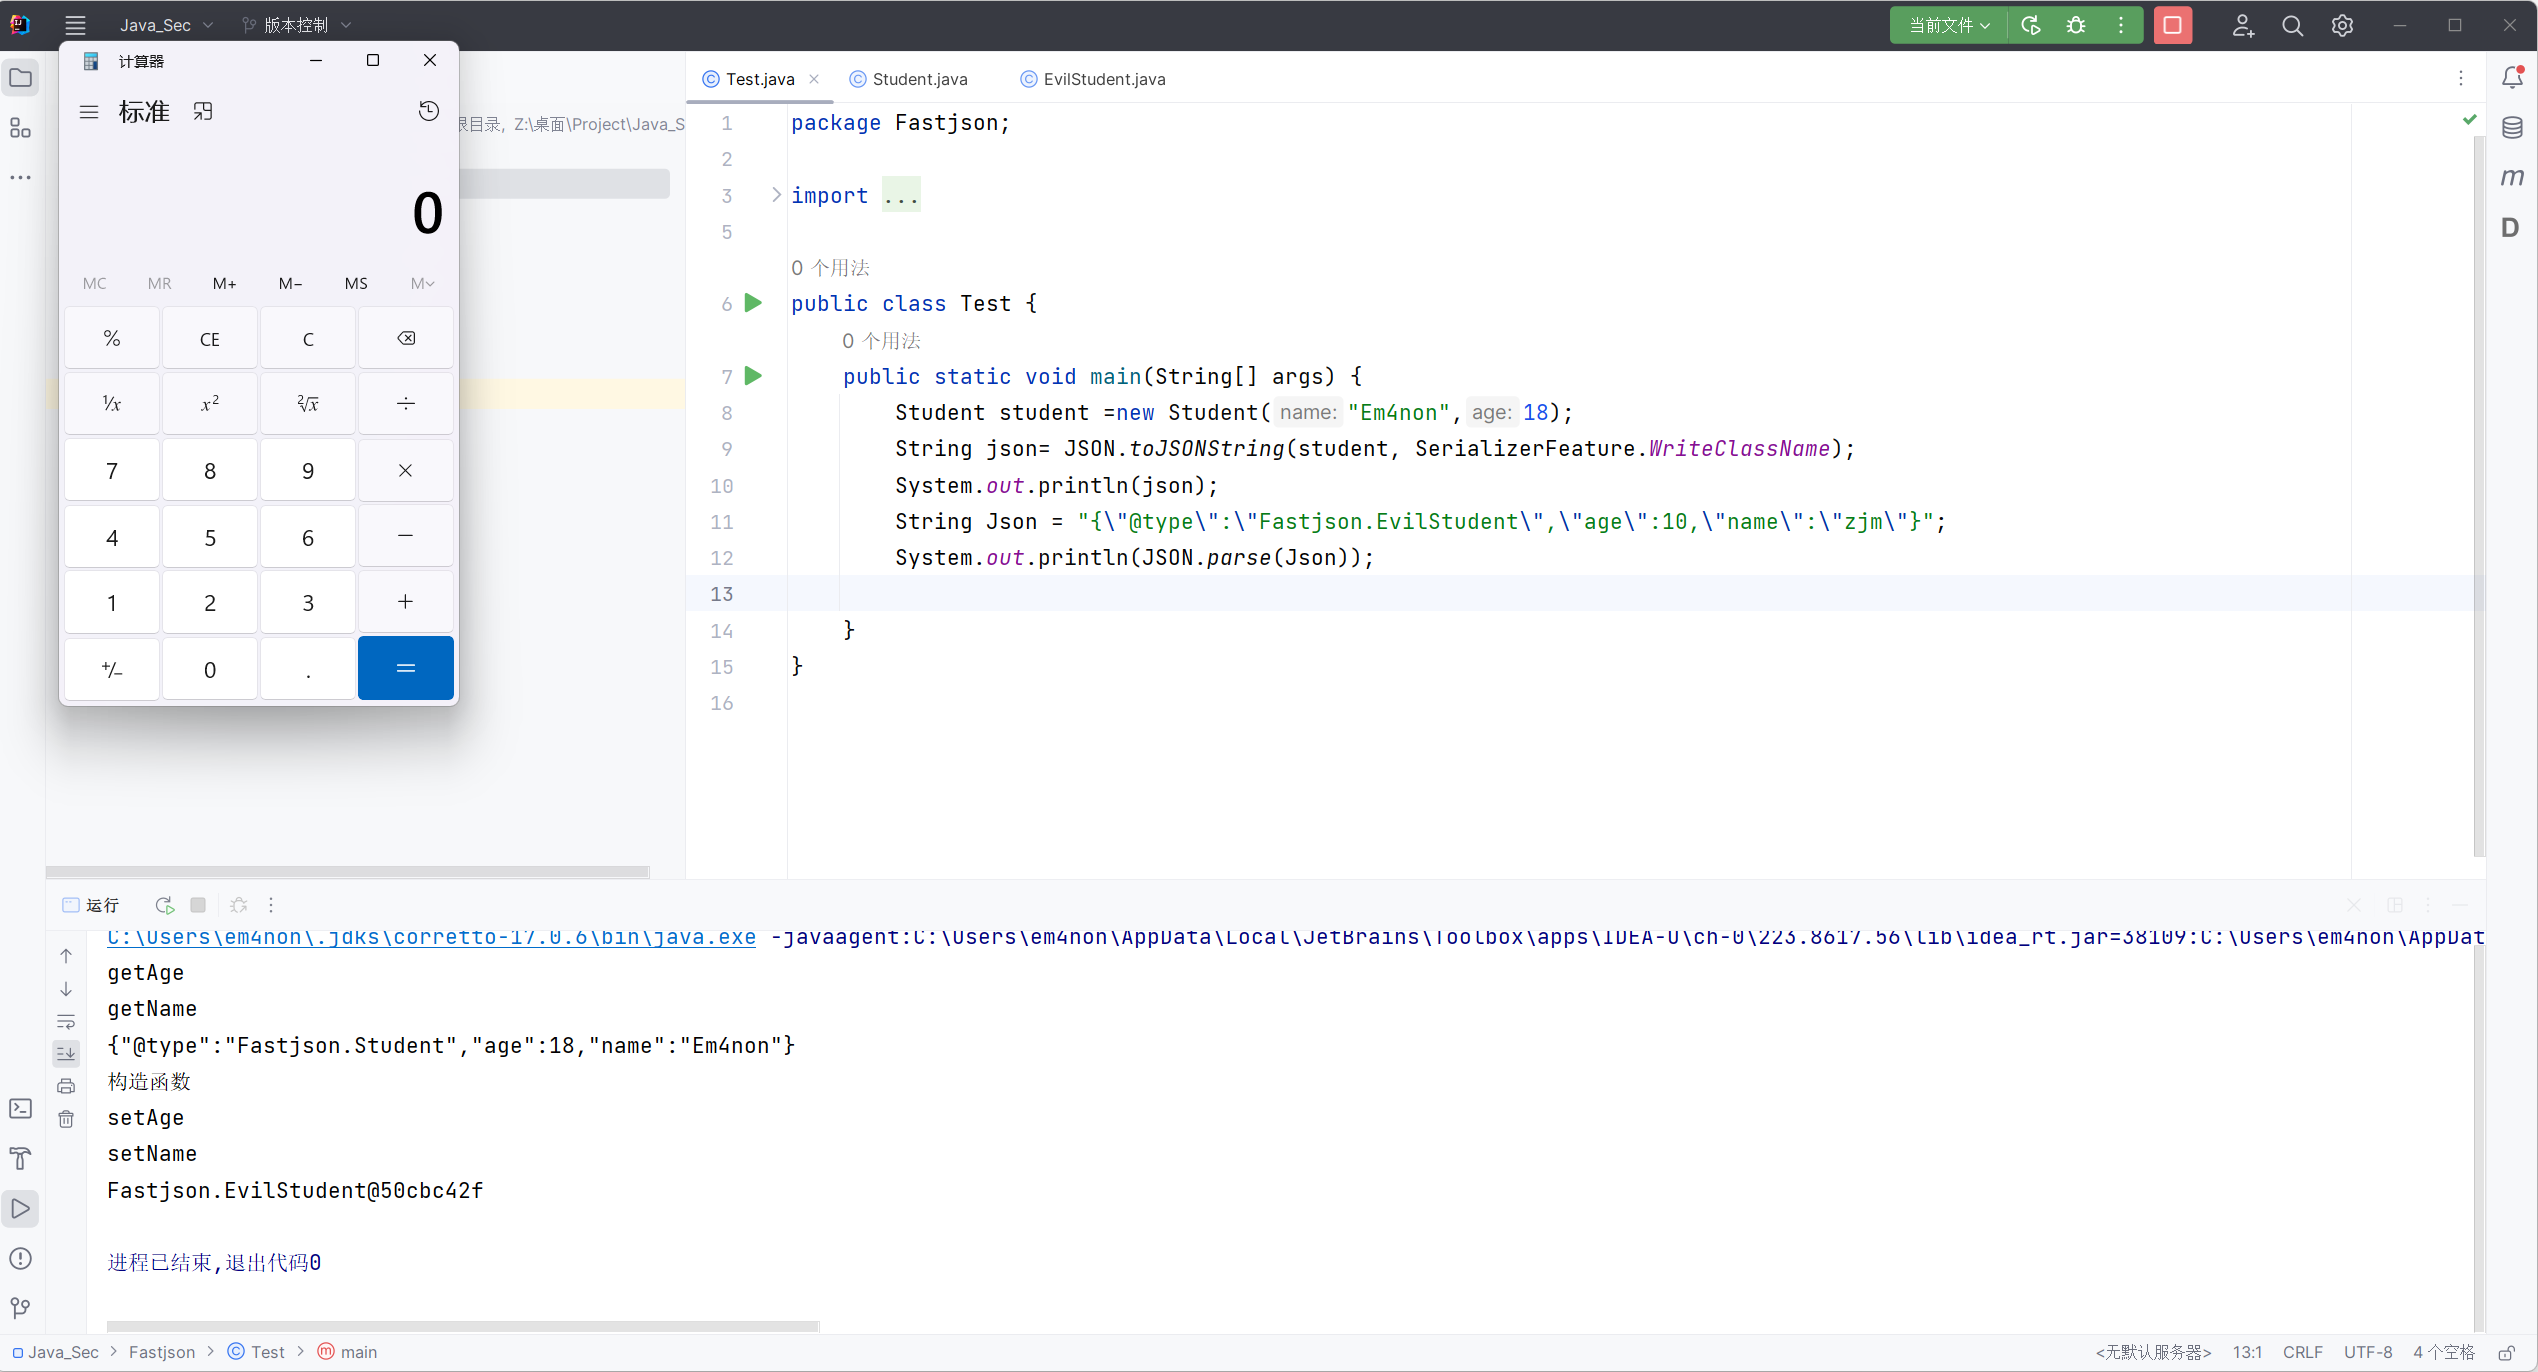 Java_Sec 版本控制 当前文件
计算器
标准
0
MC MR M+ M− MS M
% CE C
¹/x x² ²√x ÷
7 8 9 ×
4 5 6 −
1 2 3 +
+/− 0 . =
根目录, Z:\桌面\Project\Java_S
Test.java Student.java EvilStudent.java
1 package Fastjson;
2
3 import ...
5
0 个用法
6 public class Test {
0 个用法
7 public static void main(String[] args) {
8 Student student =new Student( name: "Em4non", age: 18);
9 String json= JSON.toJSONString(student, SerializerFeature.WriteClassName);
10 System.out.println(json);
11 String Json = "{\"@type\":\"Fastjson.EvilStudent\",\"age\":10,\"name\":\"zjm\"}";
12 System.out.println(JSON.parse(Json));
13
14 }
15 }
16
m
D
运行
C:\Users\em4non\.jdks\corretto-17.0.6\bin\java.exe -javaagent:C:\Users\em4non\AppData\Local\JetBrains\Toolbox\apps\IDEA-U\ch-0\223.8617.56\lib\idea_rt.jar=38109:C:\Users\em4non\AppDat
getAge
getName
{"@type":"Fastjson.Student","age":18,"name":"Em4non"}
构造函数
setAge
setName
Fastjson.EvilStudent@50cbc42f
进程已结束,退出代码0
Java_Sec > Fastjson > Test > main
<无默认服务器> 13:1 CRLF UTF-8 4 个空格